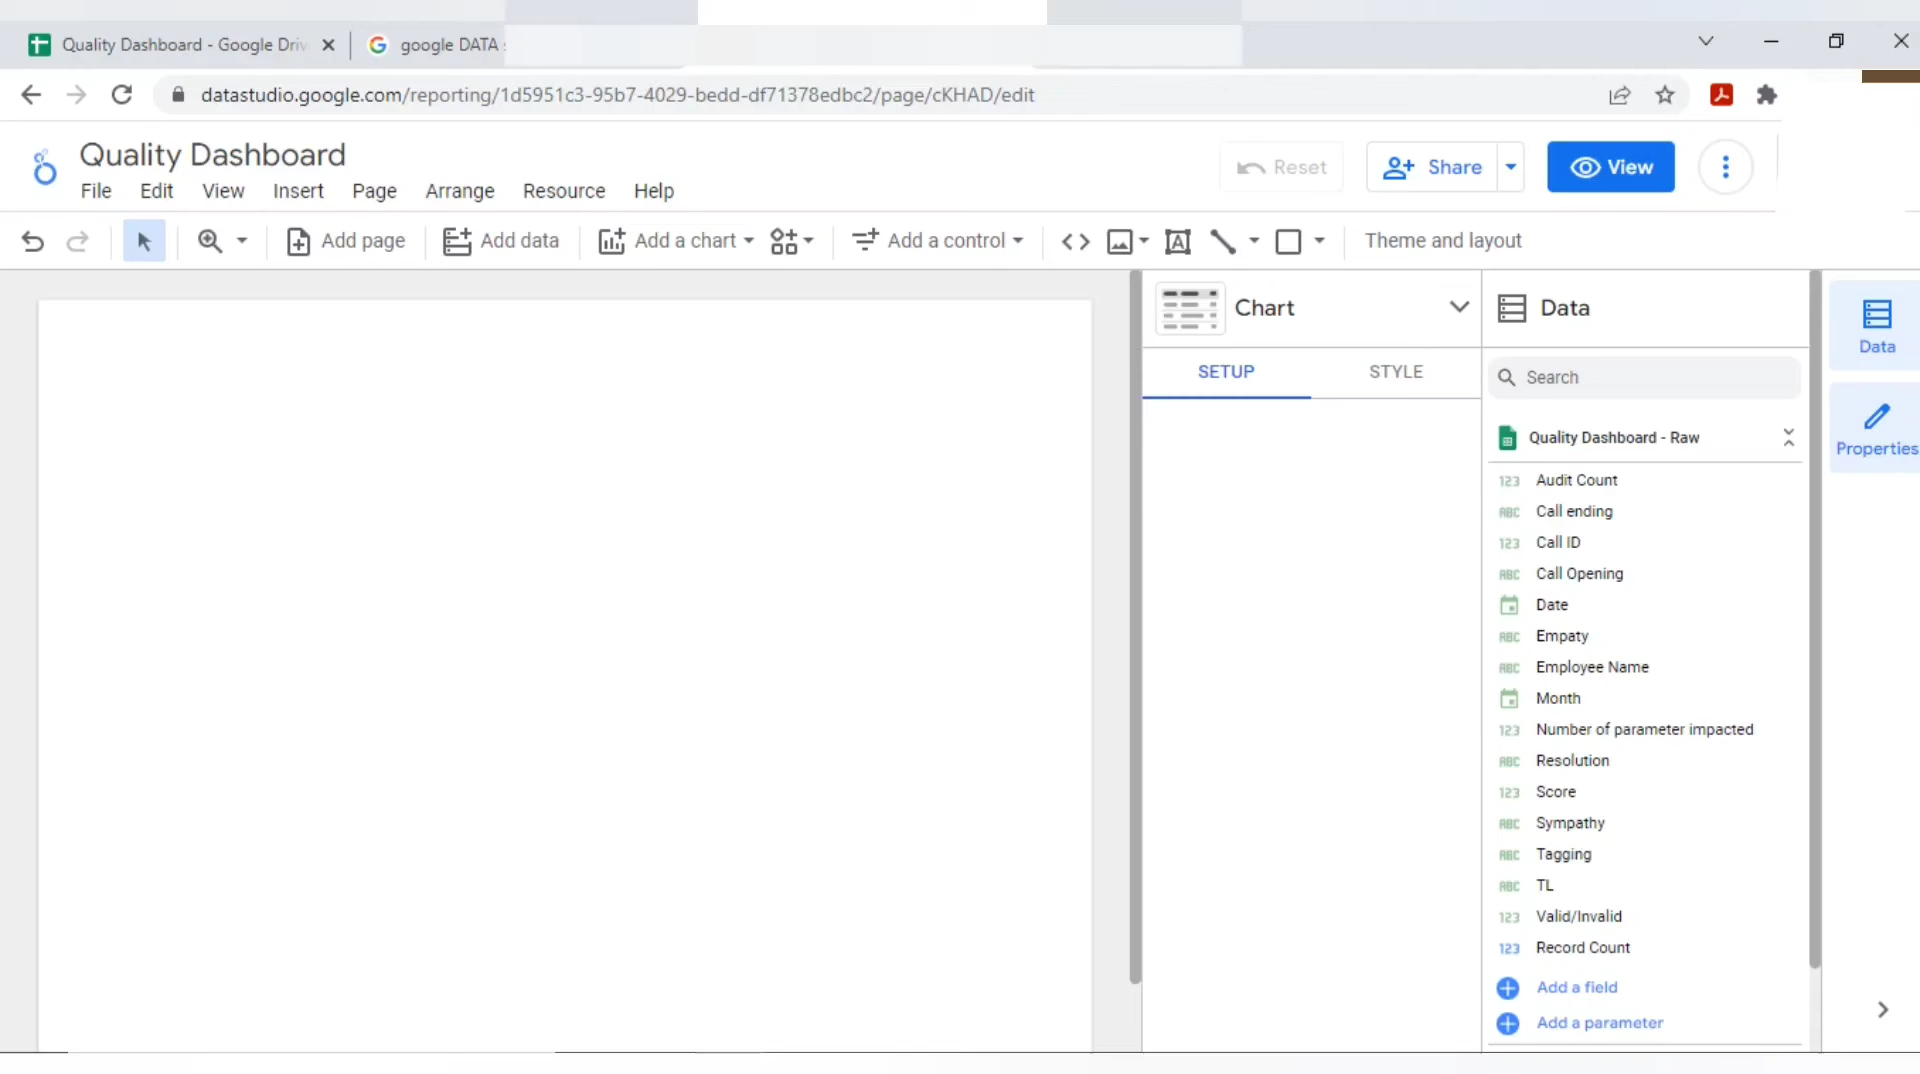 Quality Dashboard - Google Driv
google DATA
datastudio.google.com/reporting/1d5951c3-95b7-4029-bedd-df71378edbc2/page/cKHAD/edit
Quality Dashboard
File Edit View Insert Page Arrange Resource Help
Reset Share View
Add page Add data Add a chart Add a control Theme and layout
Chart
SETUP STYLE
Data
Search
Quality Dashboard - Raw
123 Audit Count
ABC Call ending
123 Call ID
ABC Call Opening
Date
ABC Empaty
ABC Employee Name
Month
123 Number of parameter impacted
ABC Resolution
123 Score
ABC Sympathy
ABC Tagging
ABC TL
123 Valid/Invalid
123 Record Count
Add a field
Add a parameter
Data
Properties